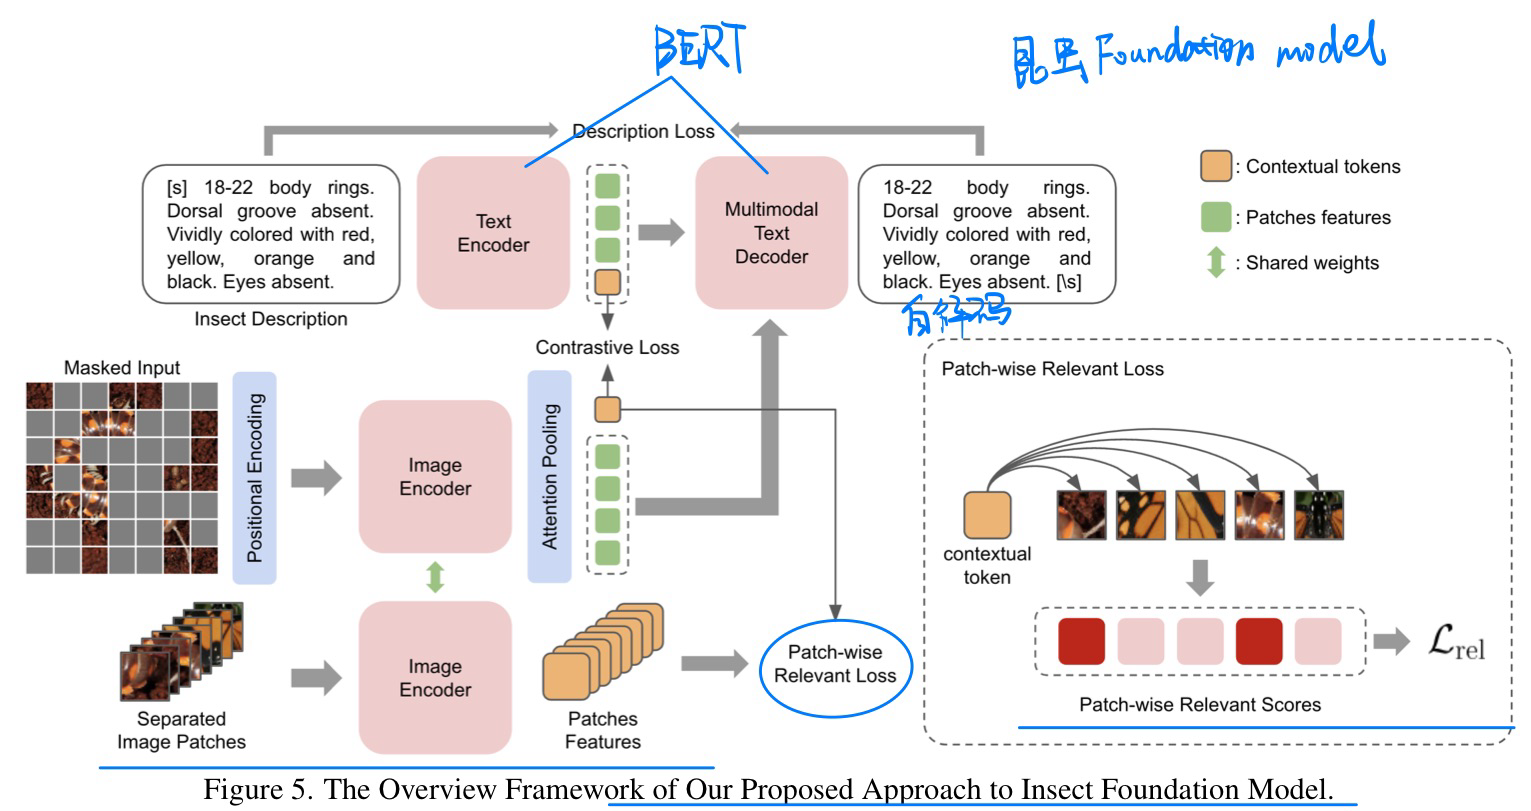 BERT
昆虫 Foundation model
Description Loss
[s] 18-22 body rings.
Dorsal groove absent.
Vividly colored with red,
yellow, orange and
black. Eyes absent.
Insect Description
Text
Encoder
Multimodal
Text
Decoder
18-22 body rings.
Dorsal groove absent.
Vividly colored with red,
yellow, orange and
black. Eyes absent. [\s]
自解码
: Contextual tokens
: Patches features
: Shared weights
Contrastive Loss
Masked Input
Positional Encoding
Image
Encoder
Attention Pooling
Separated
Image Patches
Image
Encoder
Patches
Features
Patch-wise
Relevant Loss
Patch-wise Relevant Loss
contextual
token
ℒrel
Patch-wise Relevant Scores
Figure 5. The Overview Framework of Our Proposed Approach to Insect Foundation Model.